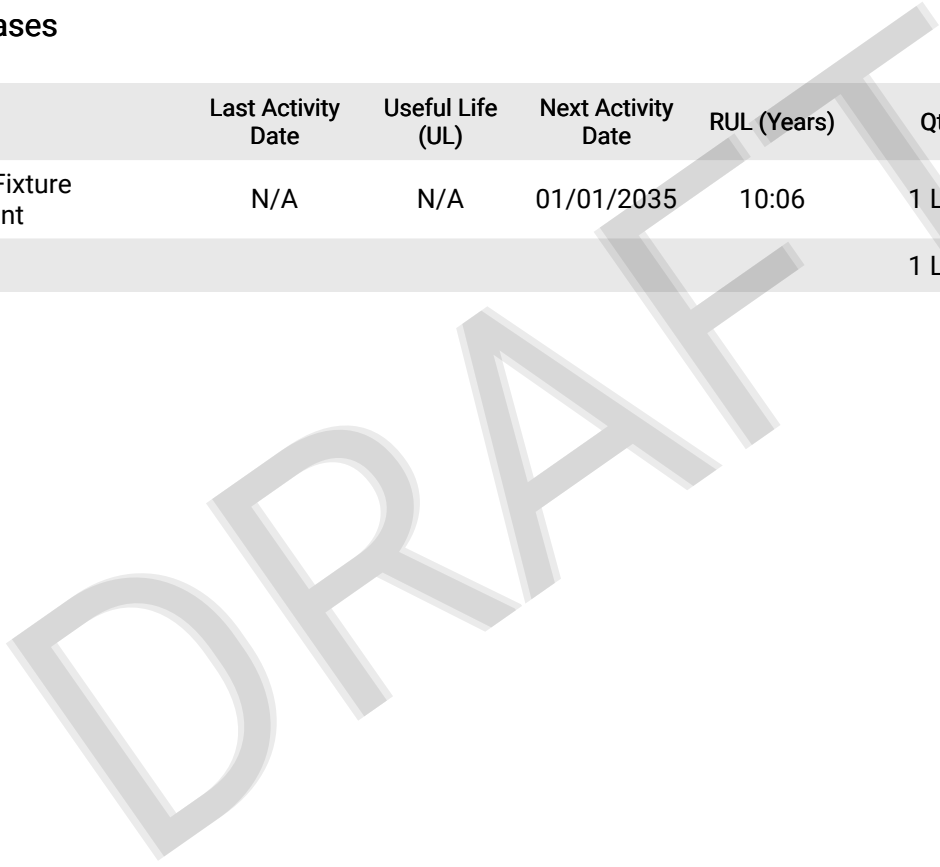 ases
Last Activity Date Useful Life (UL) Next Activity Date RUL (Years) Qt
Fixture
nt N/A N/A 01/01/2035 10:06 1 L
1 L
DRAFT